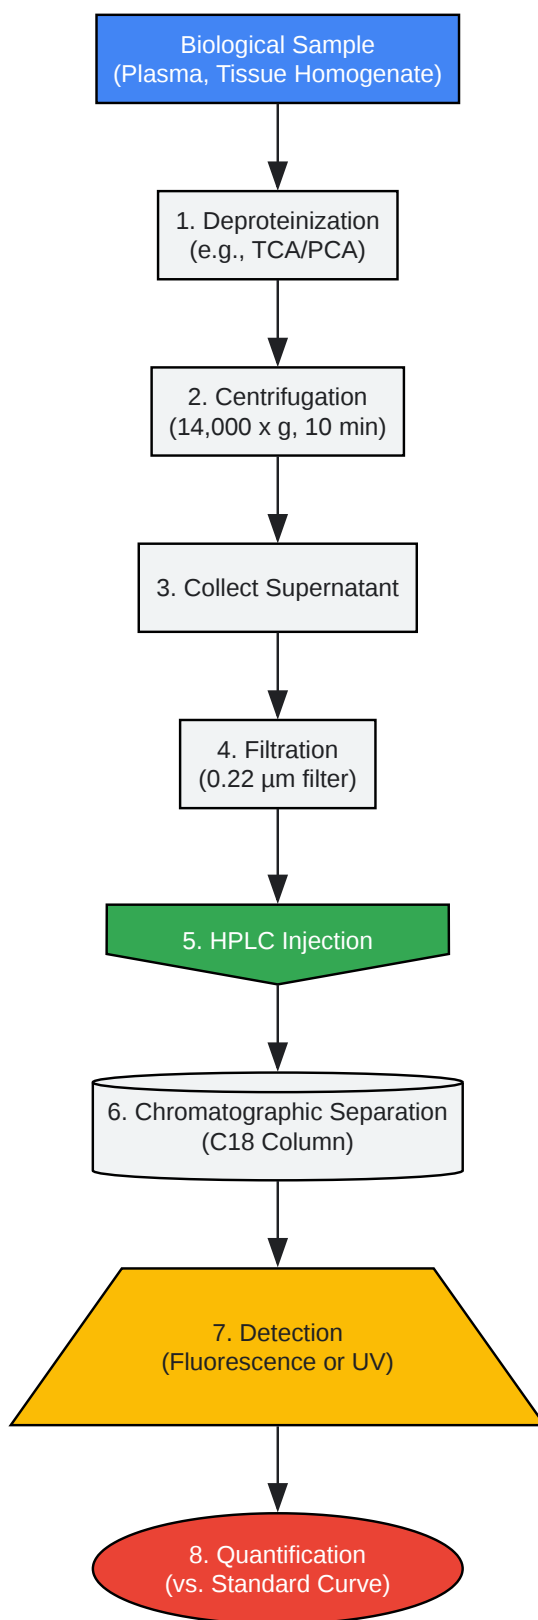 Biological Sample
(Plasma, Tissue Homogenate)
1. Deproteinization
(e.g., TCA/PCA)
2. Centrifugation
(14,000 x g, 10 min)
3. Collect Supernatant
4. Filtration
(0.22 µm filter)
5. HPLC Injection
6. Chromatographic Separation
(C18 Column)
7. Detection
(Fluorescence or UV)
8. Quantification
(vs. Standard Curve)